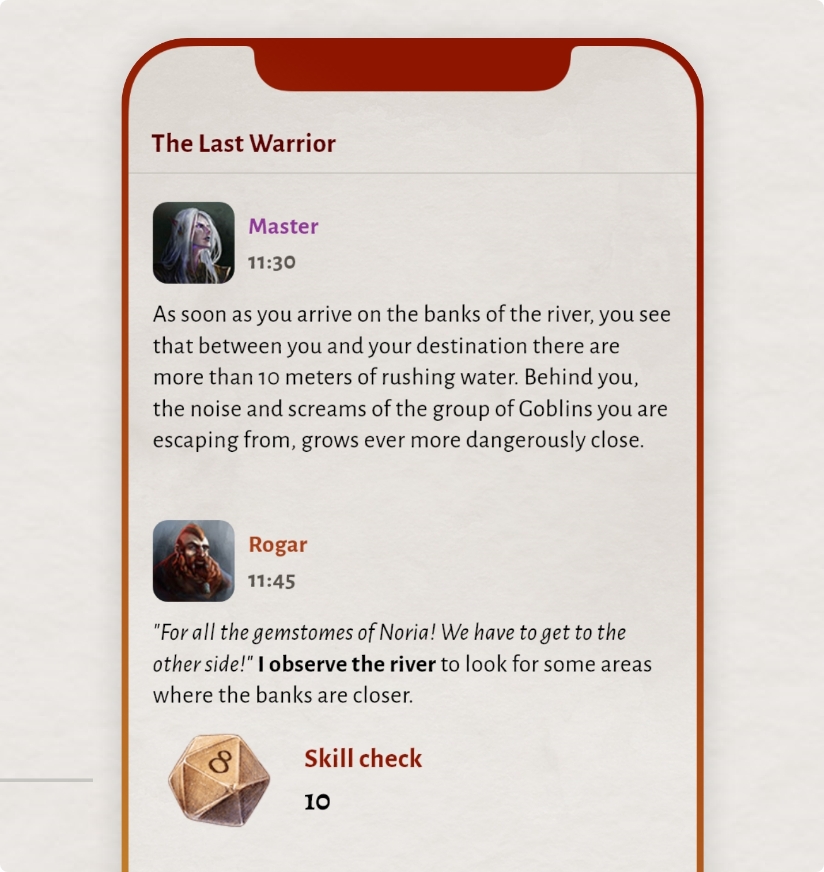 The Last Warrior
Master
11:30
As soon as you arrive on the banks of the river, you see
that between you and your destination there are
more than 10 meters of rushing water. Behind you,
the noise and screams of the group of Goblins you are
escaping from, grows ever more dangerously close.
Rogar
11:45
"For all the gemstomes of Noria! We have to get to the
other side!" I observe the river to look for some areas
where the banks are closer.
8
Skill check
10